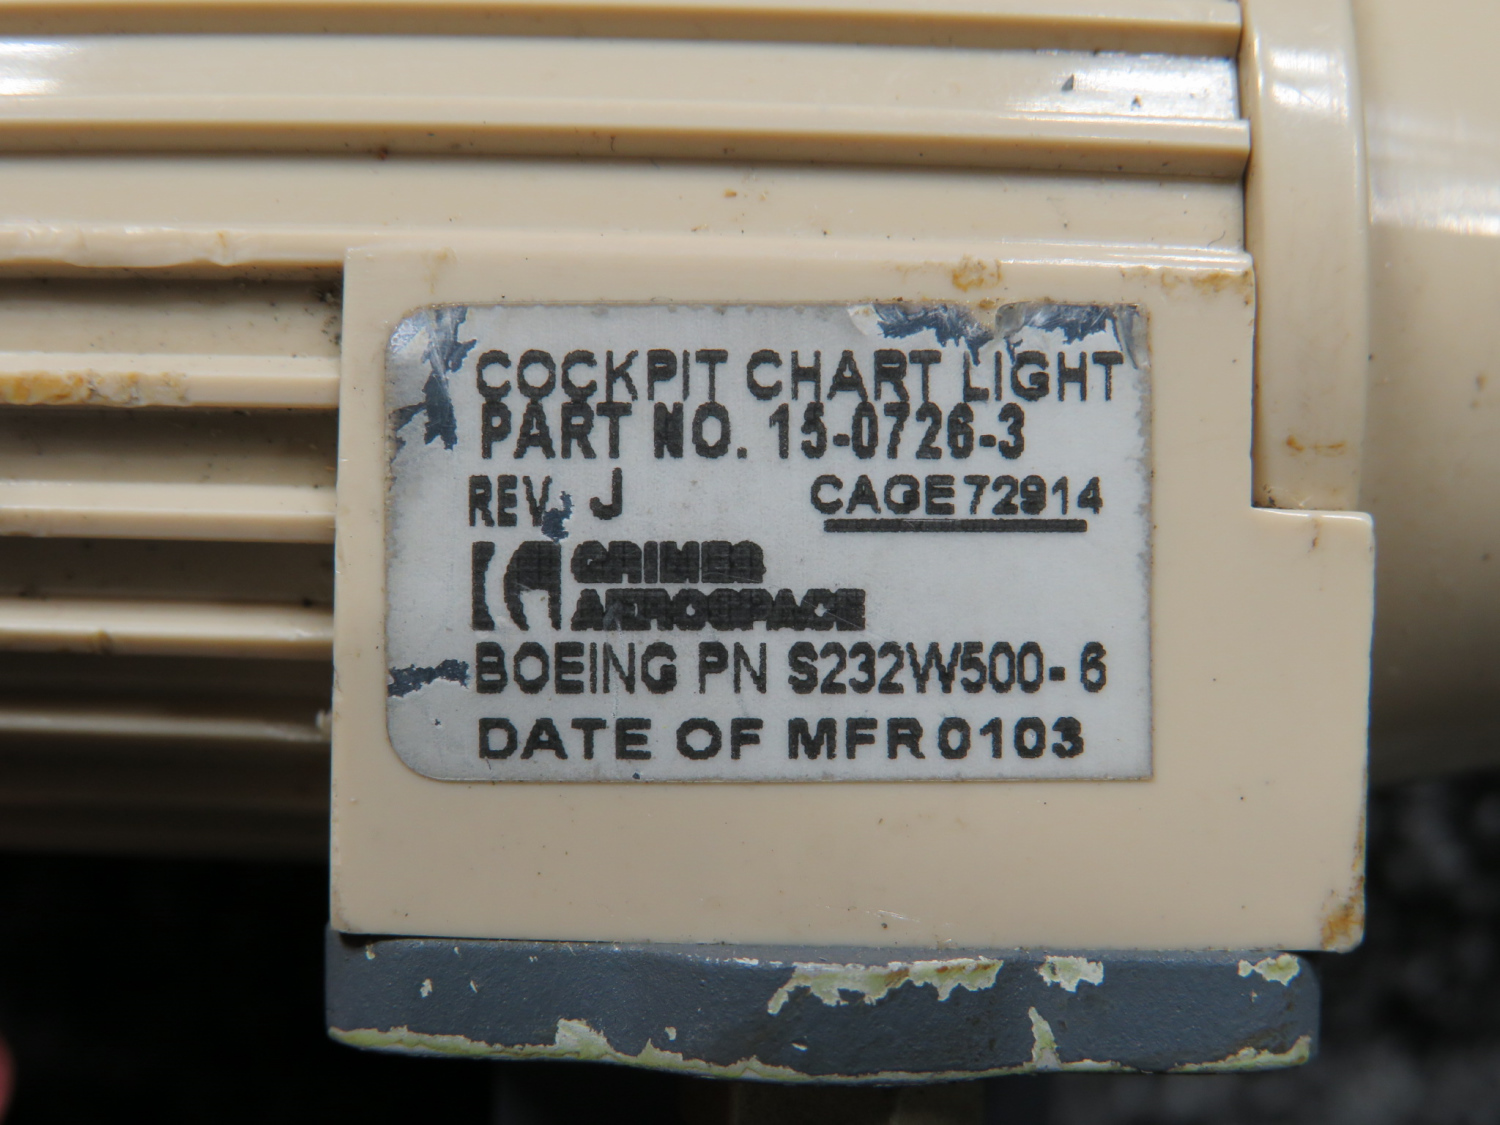 COCKPIT CHART LIGHT
PART NO. 15-0726-3
REV. J CAGE 72914
GRIMES
AEROSPACE
BOEING PN S232W500-6
DATE OF MFR 0103